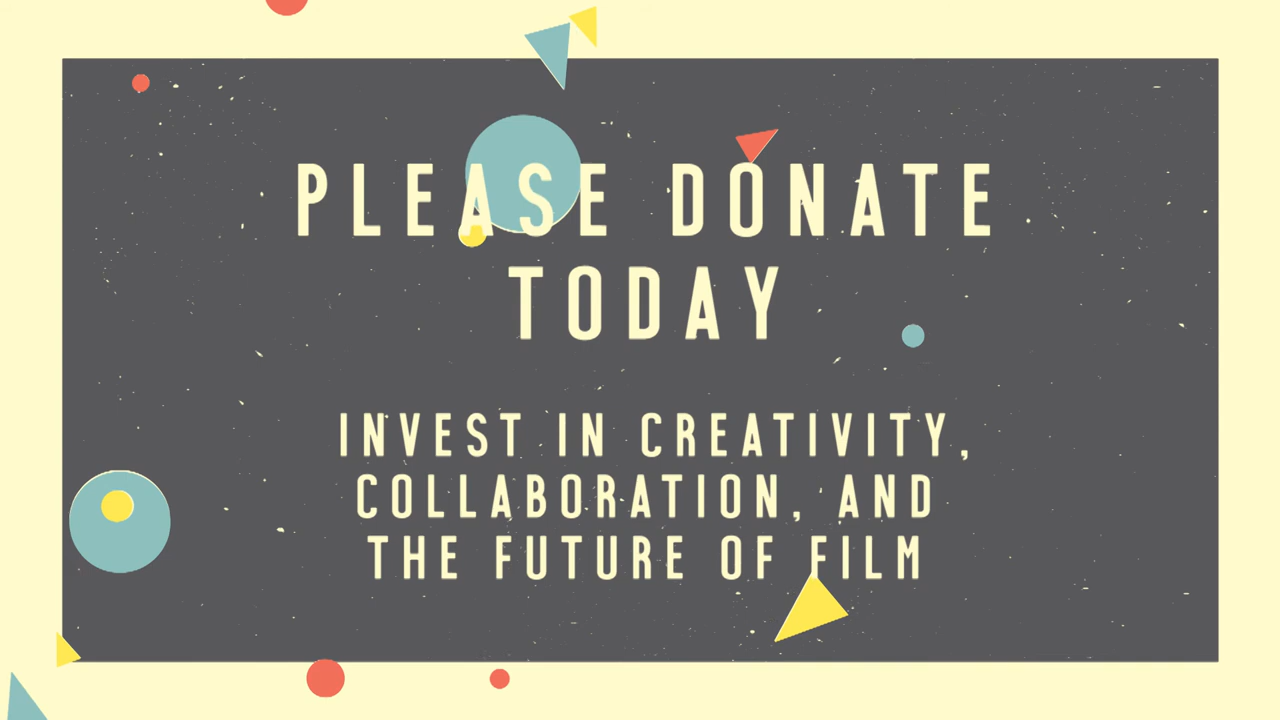 PLEASE DONATE
TODAY
INVEST IN CREATIVITY,
COLLABORATION, AND
THE FUTURE OF FILM